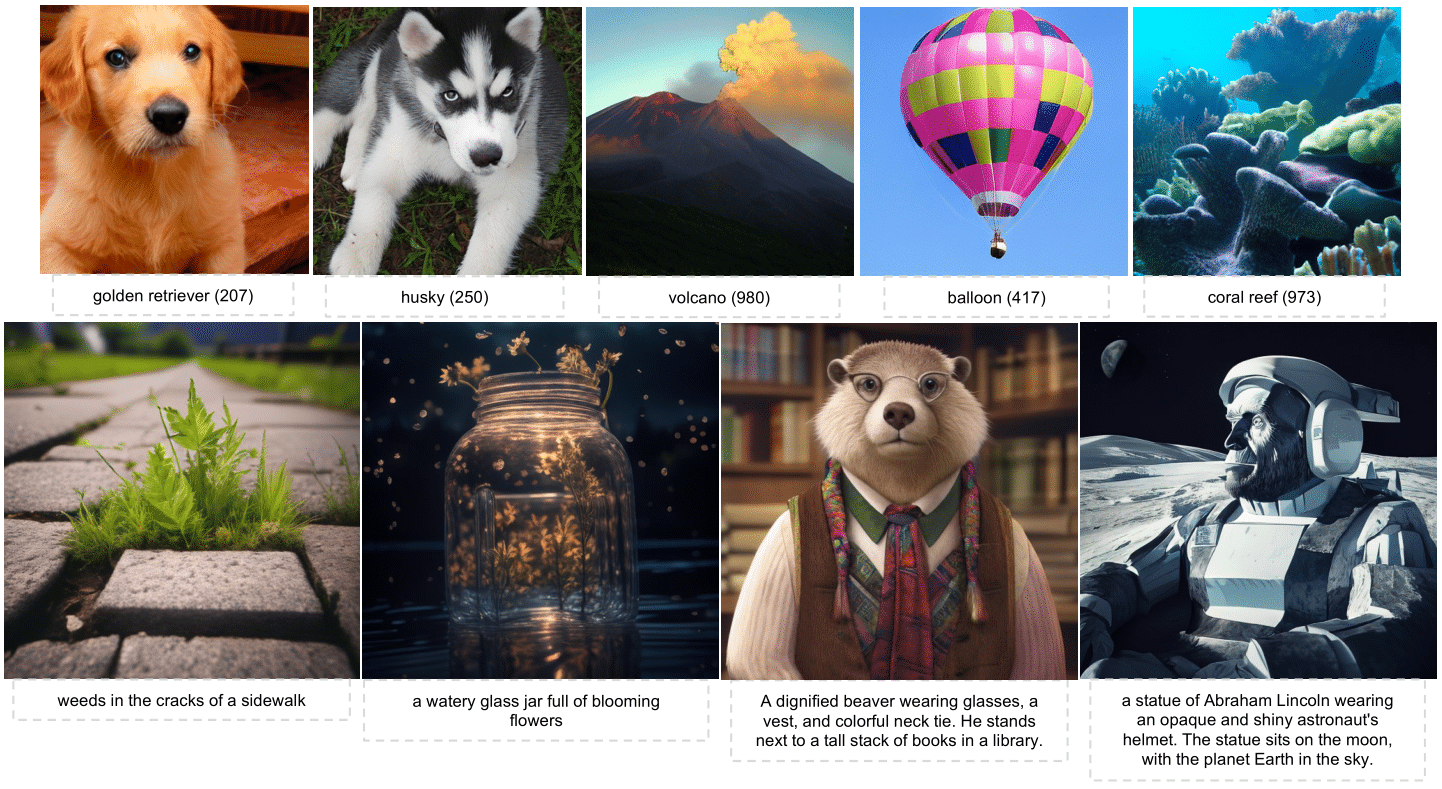 golden retriever (207)
husky (250)
volcano (980)
balloon (417)
coral reef (973)
weeds in the cracks of a sidewalk
a watery glass jar full of blooming
flowers
A dignified beaver wearing glasses, a
vest, and colorful neck tie. He stands
next to a tall stack of books in a library.
a statue of Abraham Lincoln wearing
an opaque and shiny astronaut's
helmet. The statue sits on the moon,
with the planet Earth in the sky.